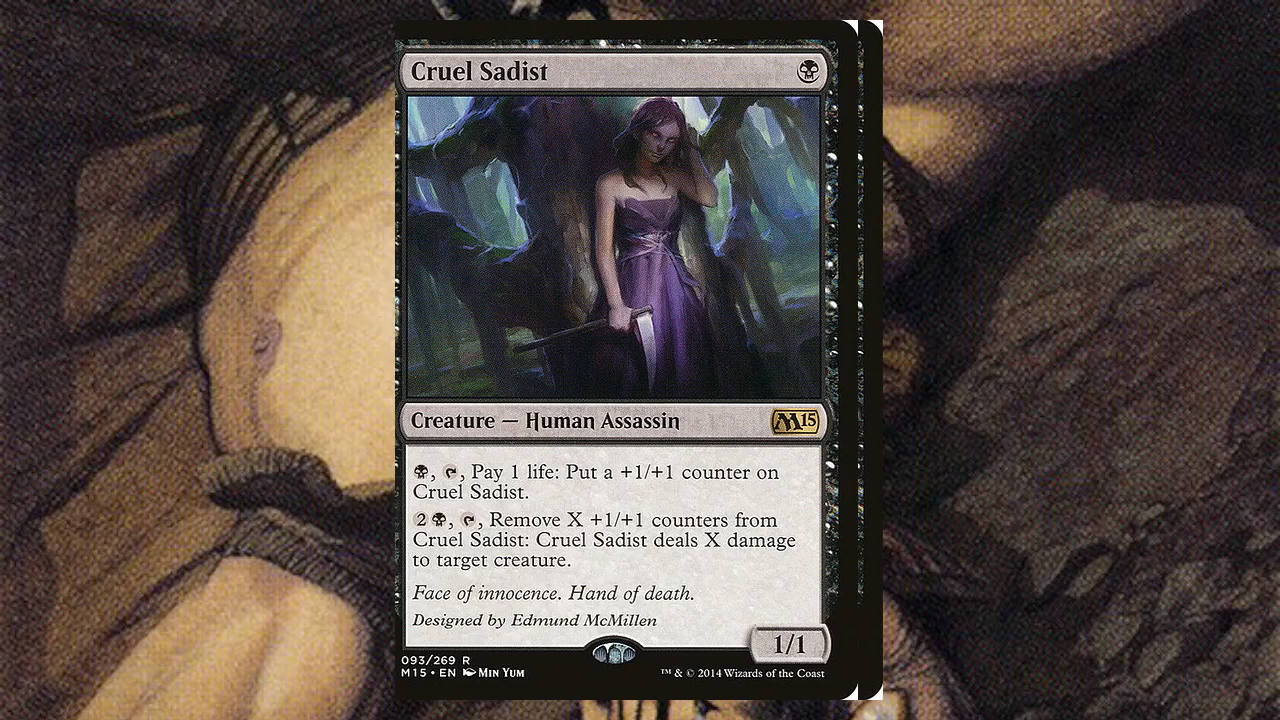 Cruel Sadist
Creature — Human Assassin
M15
, , Pay 1 life: Put a +1/+1 counter on
Cruel Sadist.
2, , Remove X +1/+1 counters from
Cruel Sadist: Cruel Sadist deals X damage
to target creature.
Face of innocence. Hand of death.
Designed by Edmund McMillen
1/1
093/269 R
M15 • EN Min Yum
™ & © 2014 Wizards of the Coast